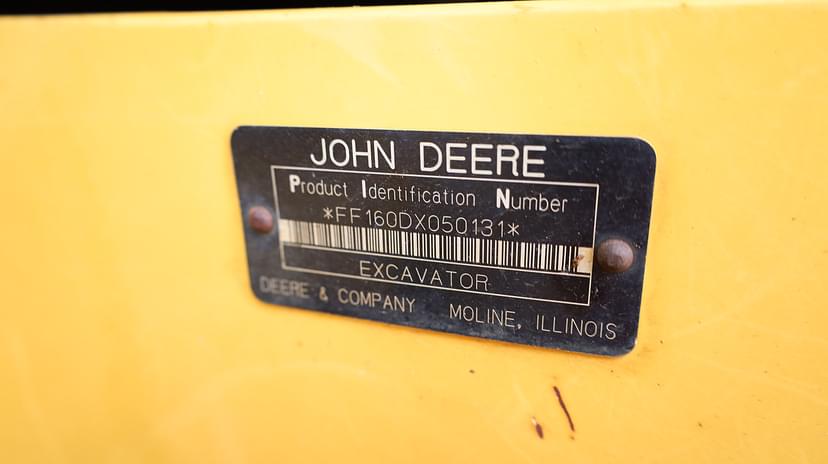 JOHN DEERE
Product Identification Number
*FF160DX050131*
EXCAVATOR
DEERE & COMPANY MOLINE, ILLINOIS